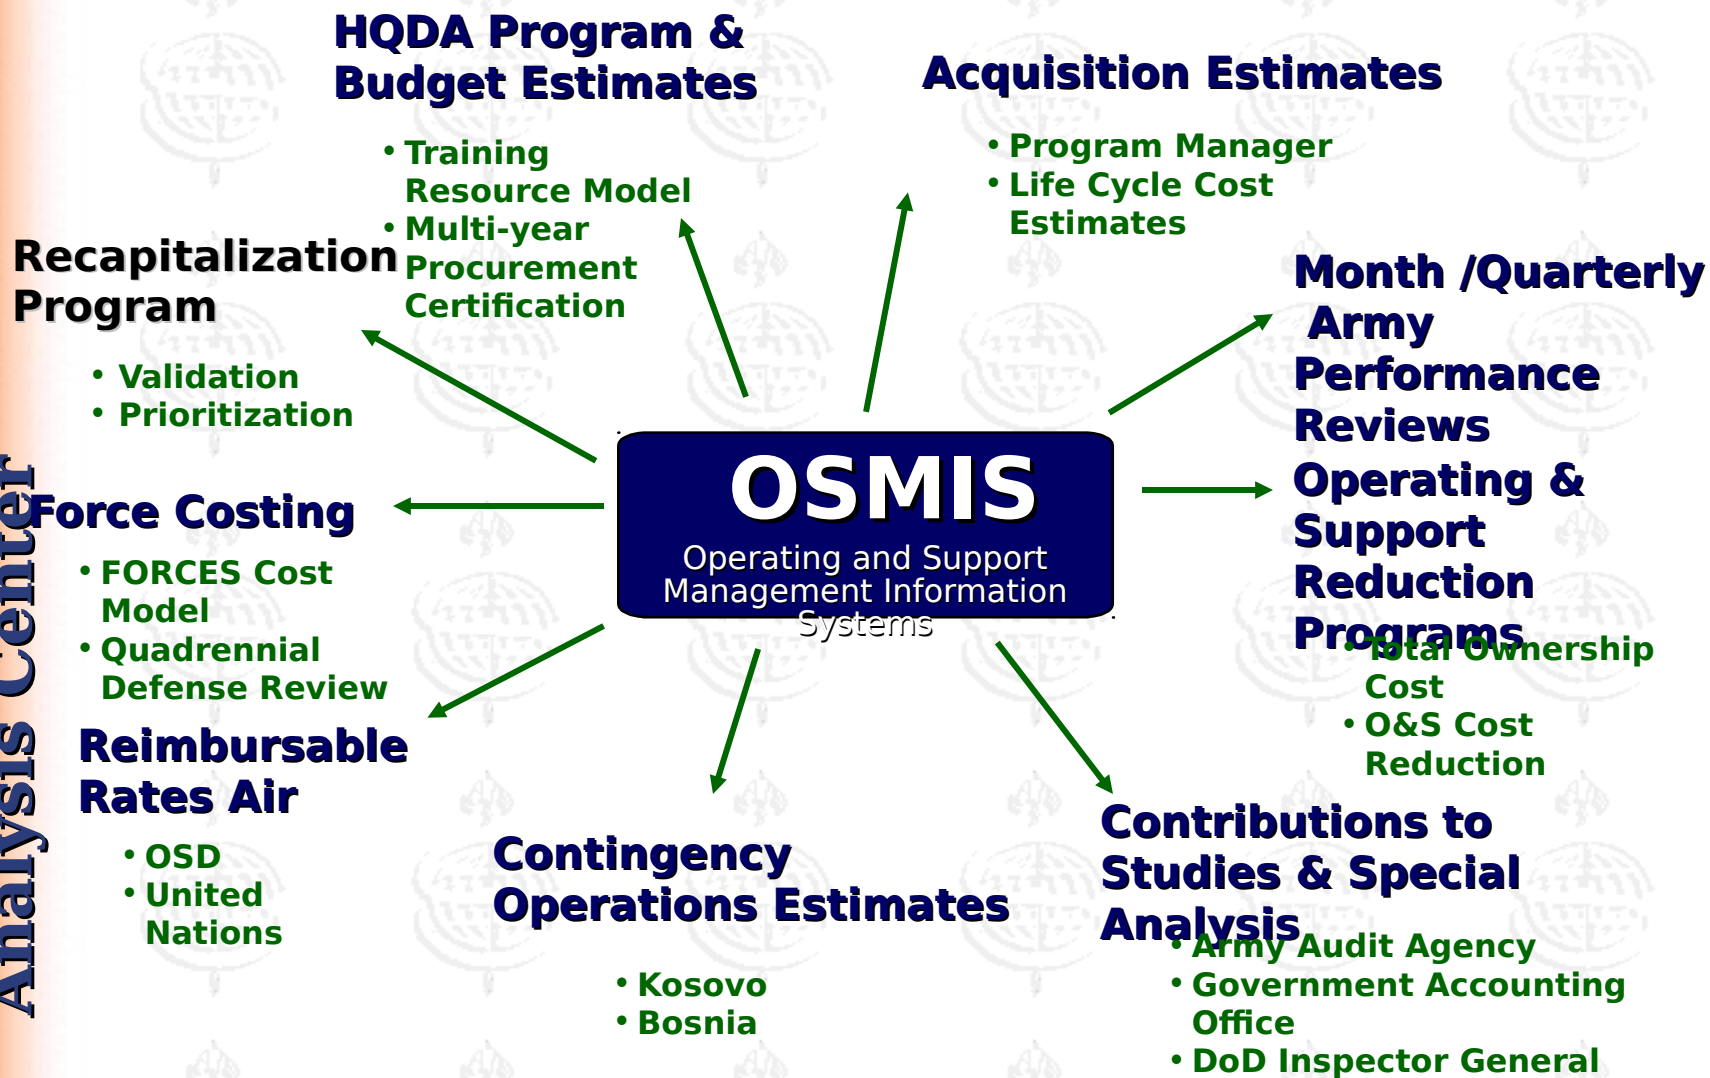 HQDA Program &
Budget Estimates
• Training
Resource Model
• Multi-year
Procurement
Certification
Acquisition Estimates
• Program Manager
• Life Cycle Cost
Estimates
Recapitalization
Program
• Validation
• Prioritization
Month /Quarterly
Army
Performance
Reviews
OSMIS
Operating and Support
Management Information
Systems
Force Costing
• FORCES Cost
Model
• Quadrennial
Defense Review
Operating &
Support
Reduction
Programs
• Total Ownership
Cost
• O&S Cost
Reduction
Reimbursable
Rates Air
• OSD
• United
Nations
Contingency
Operations Estimates
• Kosovo
• Bosnia
Contributions to
Studies & Special
Analysis
• Army Audit Agency
• Government Accounting
Office
• DoD Inspector General
Analysis Center